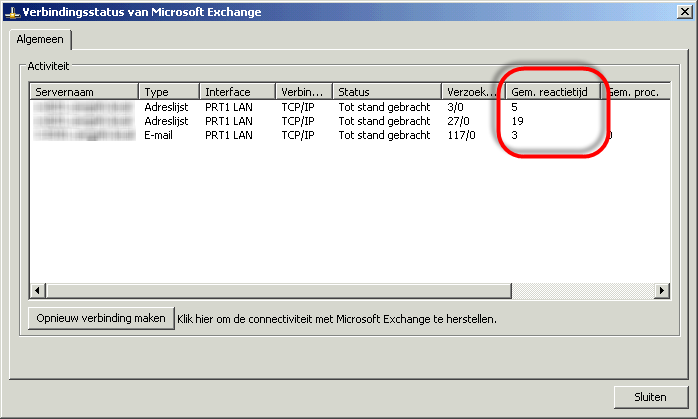 Verbindingsstatus van Microsoft Exchange
Algemeen
Activiteit
Servernaam Type Interface Verbin... Status Verzoek... Gem. reactietijd Gem. proc.
Adreslijst PRT1 LAN TCP/IP Tot stand gebracht 3/0 5
Adreslijst PRT1 LAN TCP/IP Tot stand gebracht 27/0 19
E-mail PRT1 LAN TCP/IP Tot stand gebracht 117/0 3 0
Opnieuw verbinding maken Klik hier om de connectiviteit met Microsoft Exchange te herstellen.
Sluiten